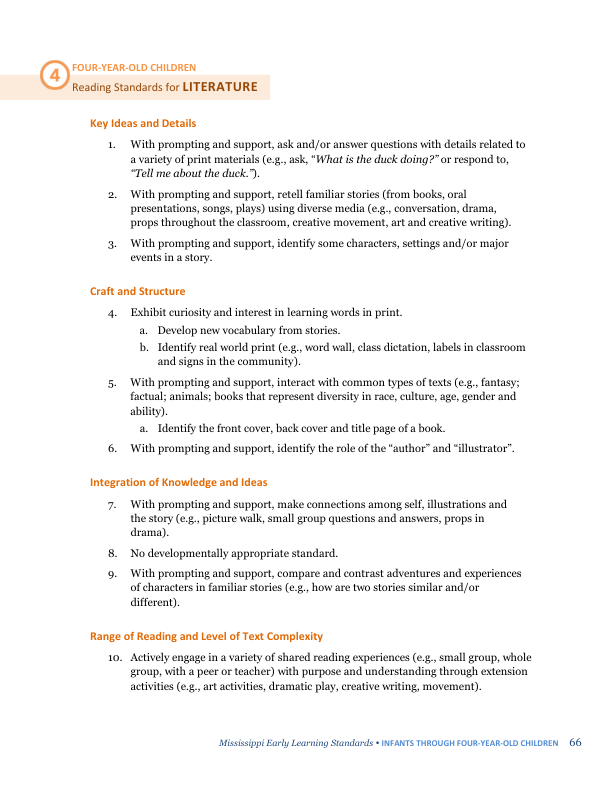 4
FOUR-YEAR-OLD CHILDREN
Reading Standards for LITERATURE
Key Ideas and Details
1. With prompting and support, ask and/or answer questions with details related to
a variety of print materials (e.g., ask, “What is the duck doing?” or respond to,
“Tell me about the duck.”).
2. With prompting and support, retell familiar stories (from books, oral
presentations, songs, plays) using diverse media (e.g., conversation, drama,
props throughout the classroom, creative movement, art and creative writing).
3. With prompting and support, identify some characters, settings and/or major
events in a story.
Craft and Structure
4. Exhibit curiosity and interest in learning words in print.
a. Develop new vocabulary from stories.
b. Identify real world print (e.g., word wall, class dictation, labels in classroom
and signs in the community).
5. With prompting and support, interact with common types of texts (e.g., fantasy;
factual; animals; books that represent diversity in race, culture, age, gender and
ability).
a. Identify the front cover, back cover and title page of a book.
6. With prompting and support, identify the role of the “author” and “illustrator”.
Integration of Knowledge and Ideas
7. With prompting and support, make connections among self, illustrations and
the story (e.g., picture walk, small group questions and answers, props in
drama).
8. No developmentally appropriate standard.
9. With prompting and support, compare and contrast adventures and experiences
of characters in familiar stories (e.g., how are two stories similar and/or
different).
Range of Reading and Level of Text Complexity
10. Actively engage in a variety of shared reading experiences (e.g., small group, whole
group, with a peer or teacher) with purpose and understanding through extension
activities (e.g., art activities, dramatic play, creative writing, movement).
Mississippi Early Learning Standards • INFANTS THROUGH FOUR-YEAR-OLD CHILDREN 66